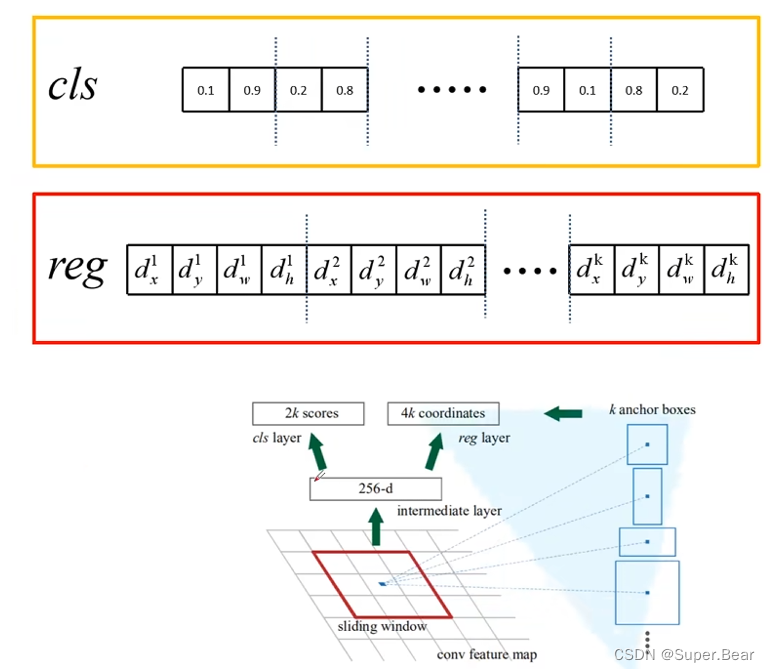 cls 0.1 0.9 0.2 0.8 ..... 0.9 0.1 0.8 0.2
reg d_x^1 d_y^1 d_w^1 d_h^1 d_x^2 d_y^2 d_w^2 d_h^2 .... d_x^k d_y^k d_w^k d_h^k
2k scores 4k coordinates k anchor boxes
cls layer reg layer
256-d
intermediate layer
sliding window
conv feature map
CSDN @Super.Bear